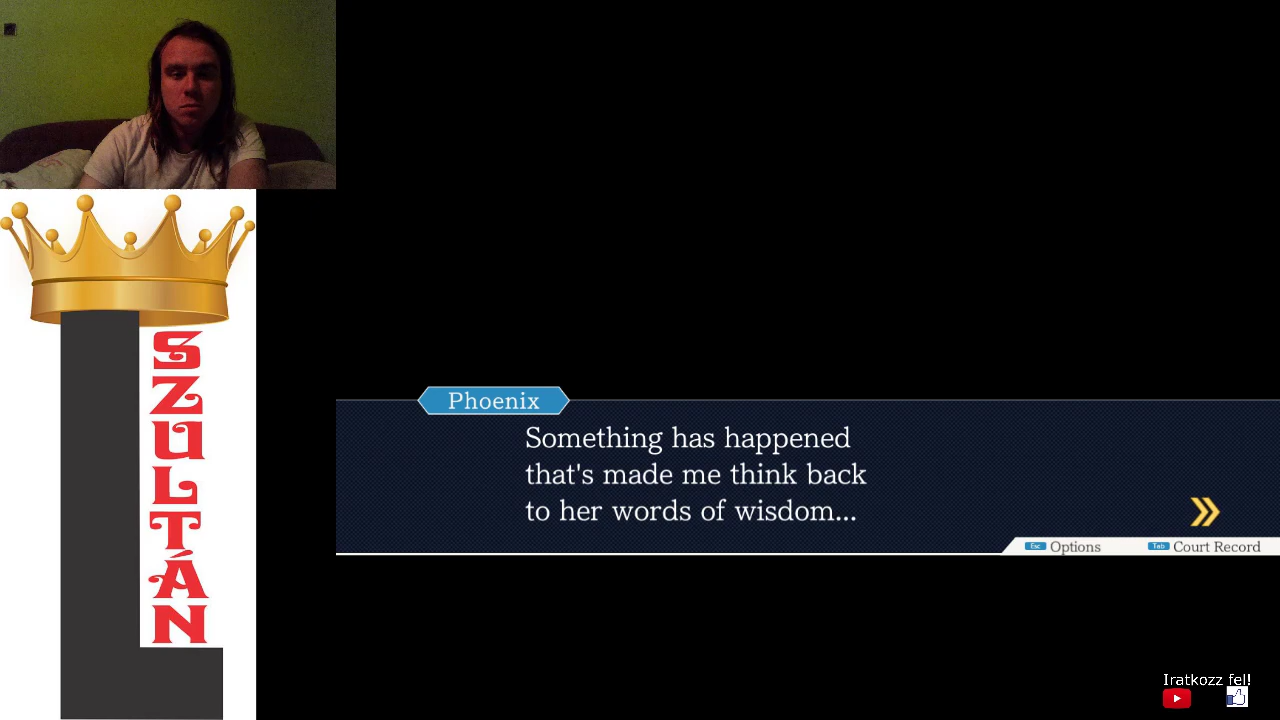 SZULTÁN
Phoenix
Something has happened
that's made me think back
to her words of wisdom...
Esc Options
Tab Court Record
Iratkozz fel!